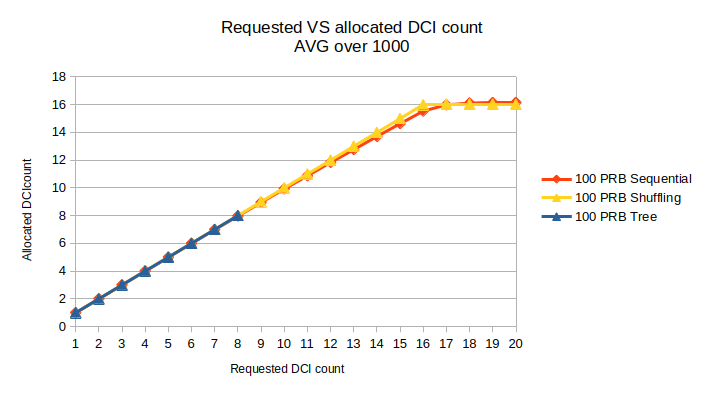 Requested VS allocated DCI count
AVG over 1000
18
16
14
12
10
8
6
4
2
0
Allocated DCIcount
1 2 3 4 5 6 7 8 9 10 11 12 13 14 15 16 17 18 19 20
Requested DCI count
100 PRB Sequential
100 PRB Shuffling
100 PRB Tree